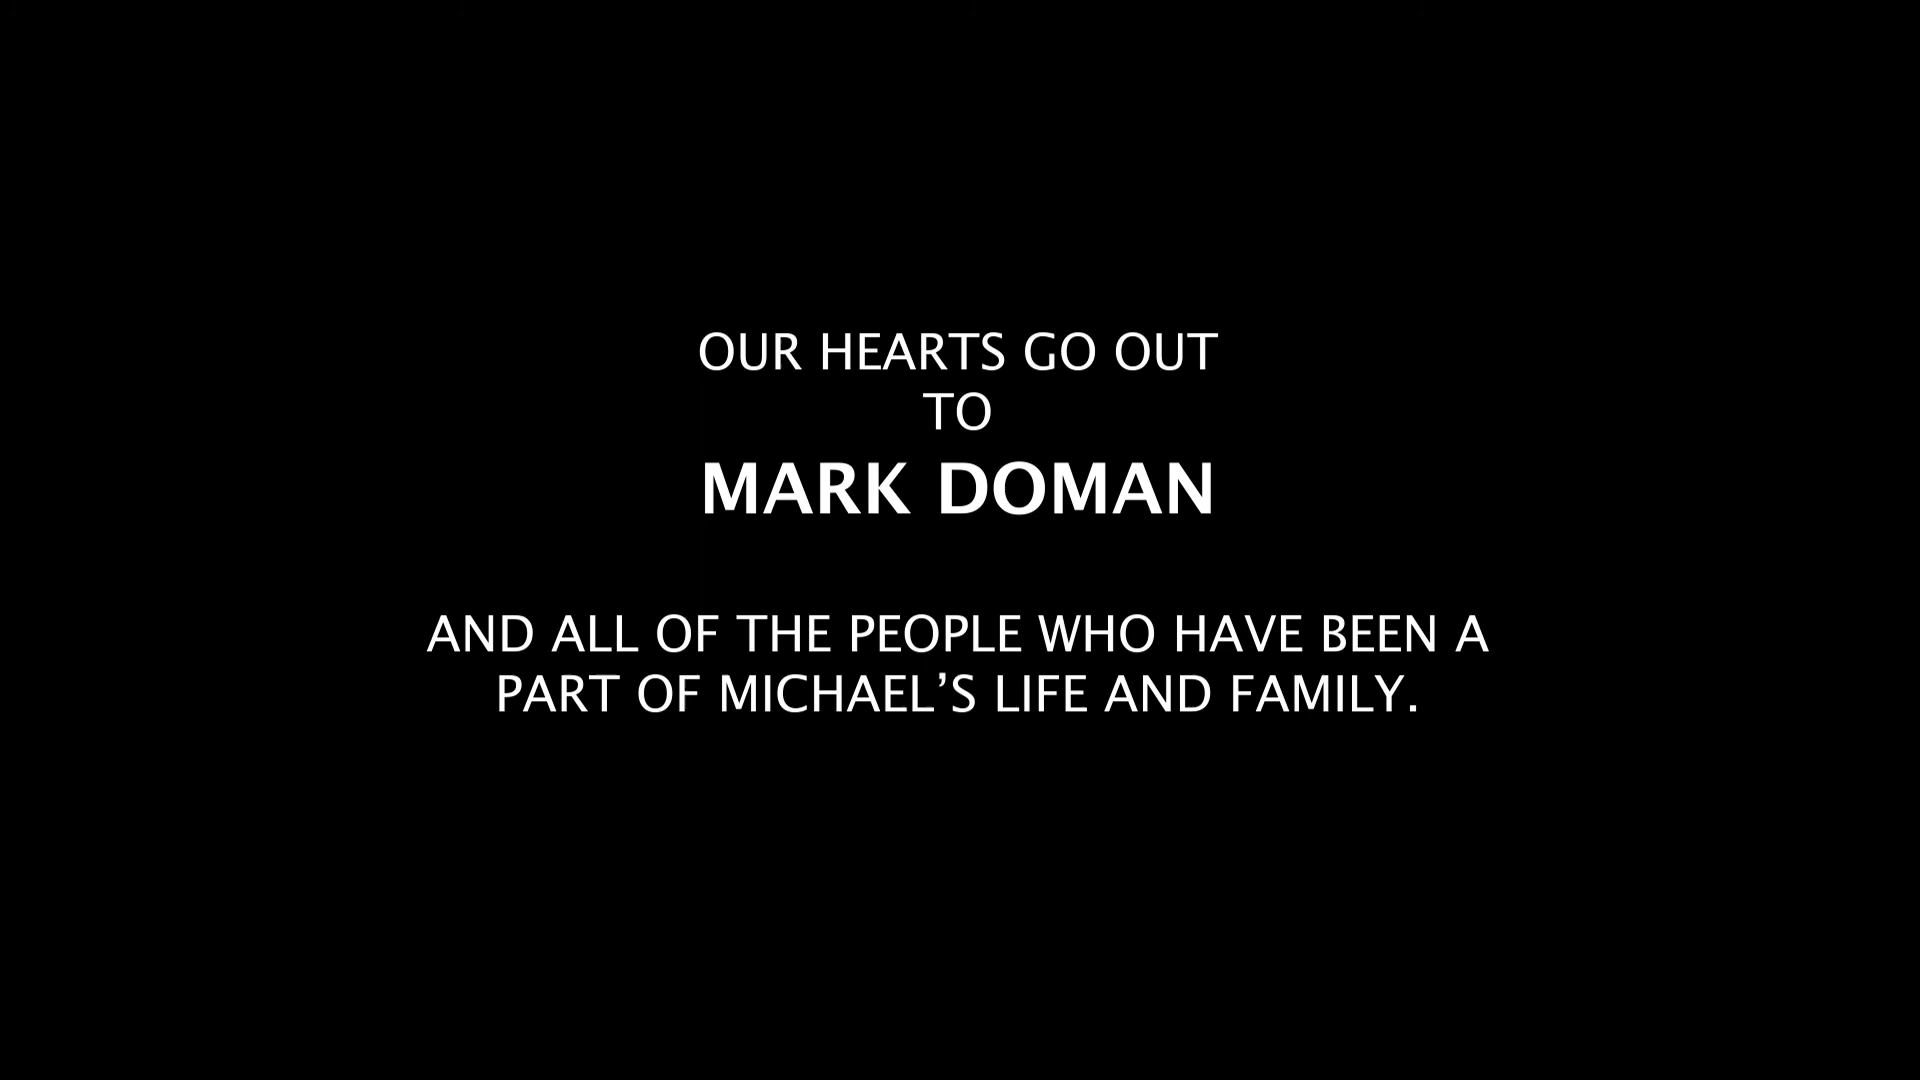 OUR HEARTS GO OUT
TO
MARK DOMAN
AND ALL OF THE PEOPLE WHO HAVE BEEN A
PART OF MICHAEL’S LIFE AND FAMILY.